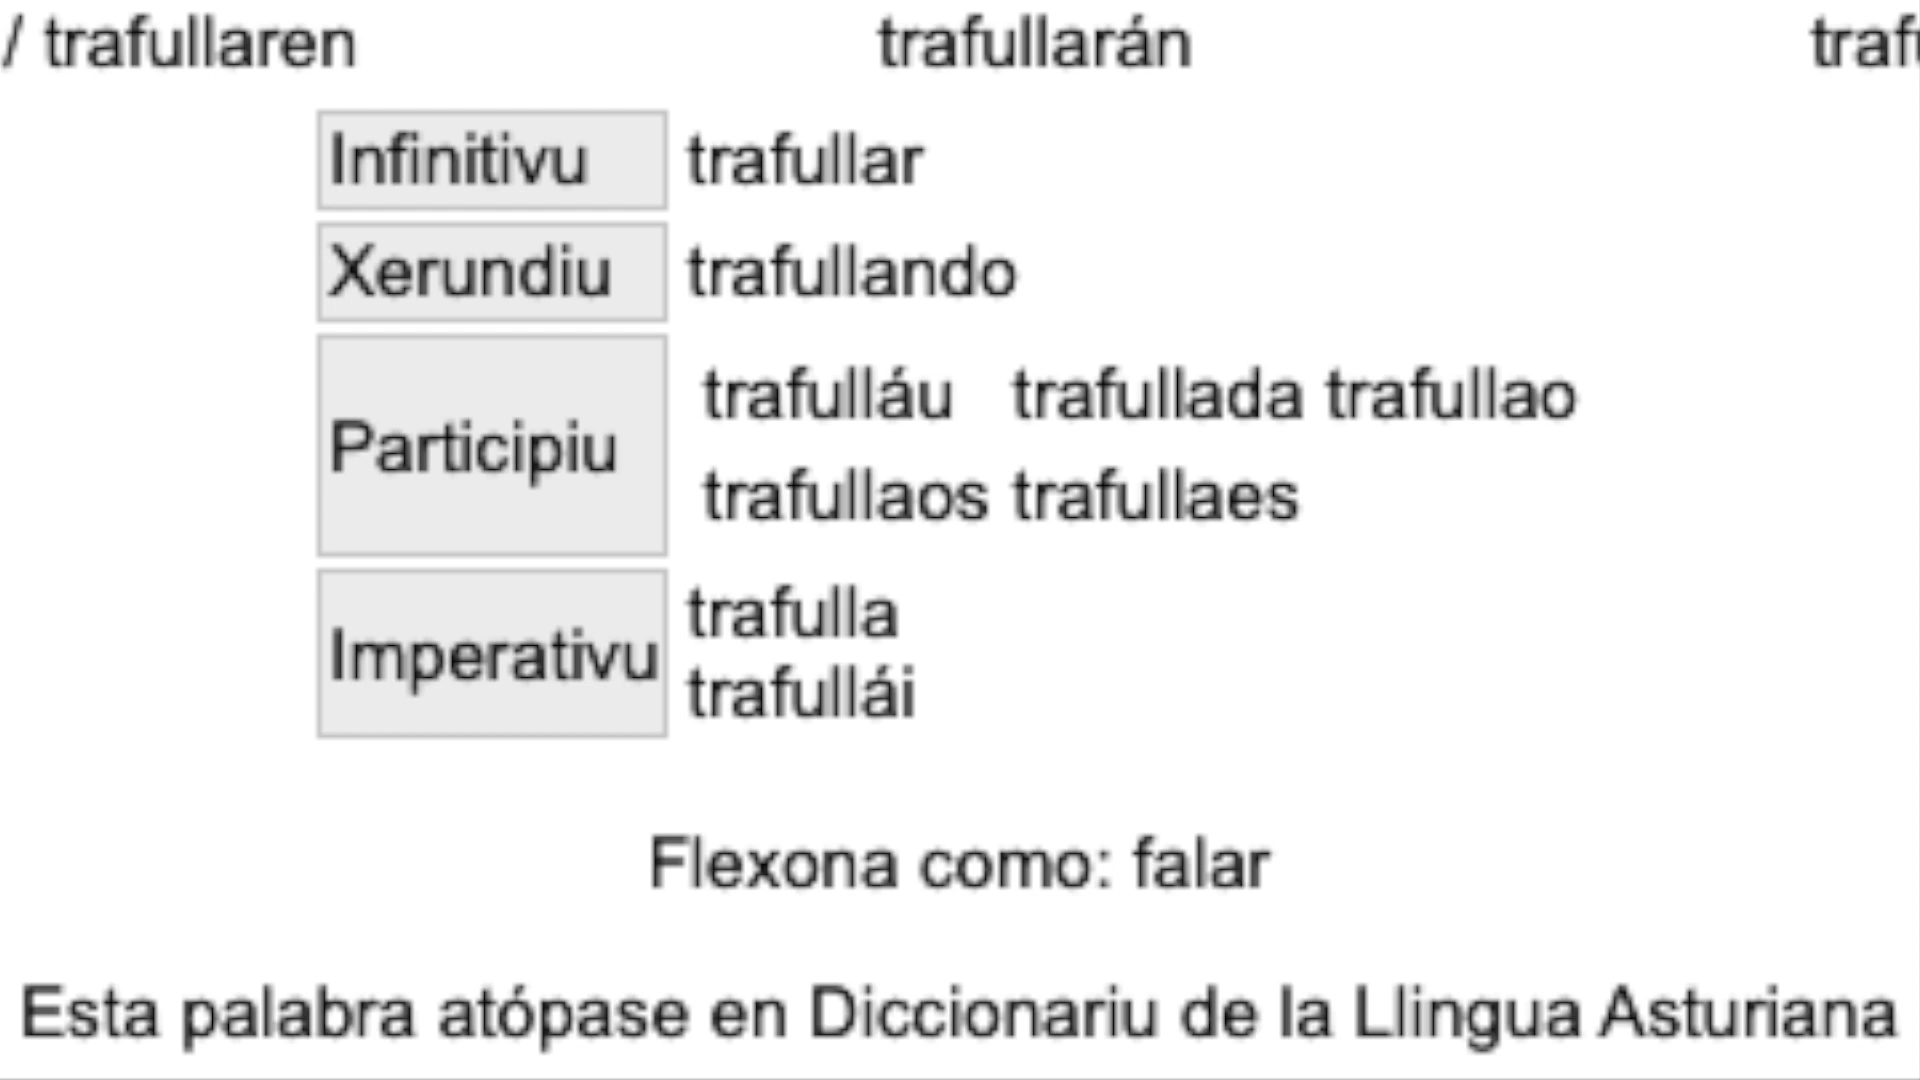 / trafullaren trafullarán
Infinitivu trafullar
Xerundiu trafullando
Participiu
trafulláu trafullada trafullao
trafullaos trafullaes
Imperativu
trafulla
trafullái
Flexona como: falar
Esta palabra atópase en Diccionariu de la Llingua Asturiana